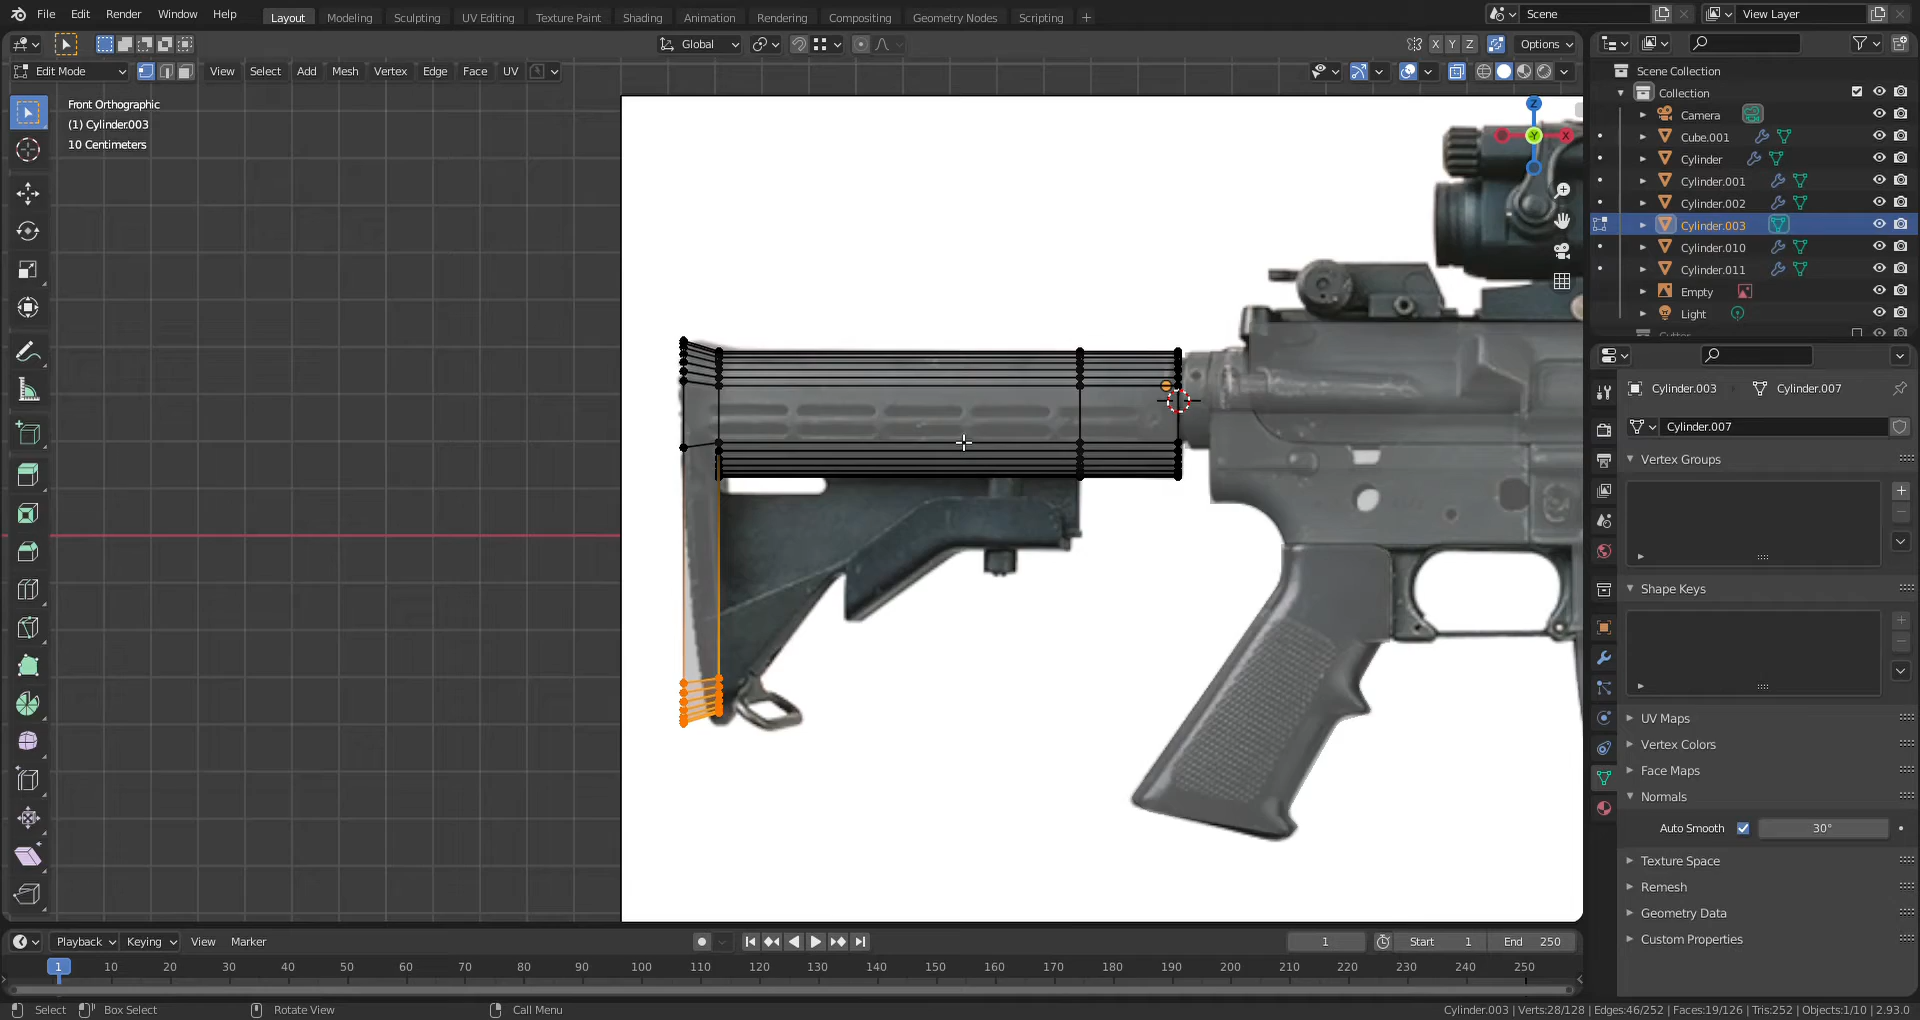 File Edit Render Window Help Layout Modeling Sculpting UV Editing Texture Paint Shading Animation Rendering Compositing Geometry Nodes Scripting + Scene View Layer
Global X Y Z Options
Edit Mode View Select Add Mesh Vertex Edge Face UV
Front Orthographic
(1) Cylinder.003
10 Centimeters
Z
Y
X
Scene Collection
Collection
Camera
Cube.001
Cylinder
Cylinder.001
Cylinder.002
Cylinder.003
Cylinder.010
Cylinder.011
Empty
Light
Cylinder.003 Cylinder.007
Cylinder.007
Vertex Groups
Shape Keys
UV Maps
Vertex Colors
Face Maps
Normals
Auto Smooth 30°
Texture Space
Remesh
Geometry Data
Custom Properties
Playback Keying View Marker 1 Start 1 End 250
1 10 20 30 40 50 60 70 80 90 100 110 120 130 140 150 160 170 180 190 200 210 220 230 240 250
Select Box Select Rotate View Call Menu Cylinder.003 | Verts:28/128 | Edges:46/252 | Faces:19/126 | Tris:252 | Objects:1/10 | 2.93.0